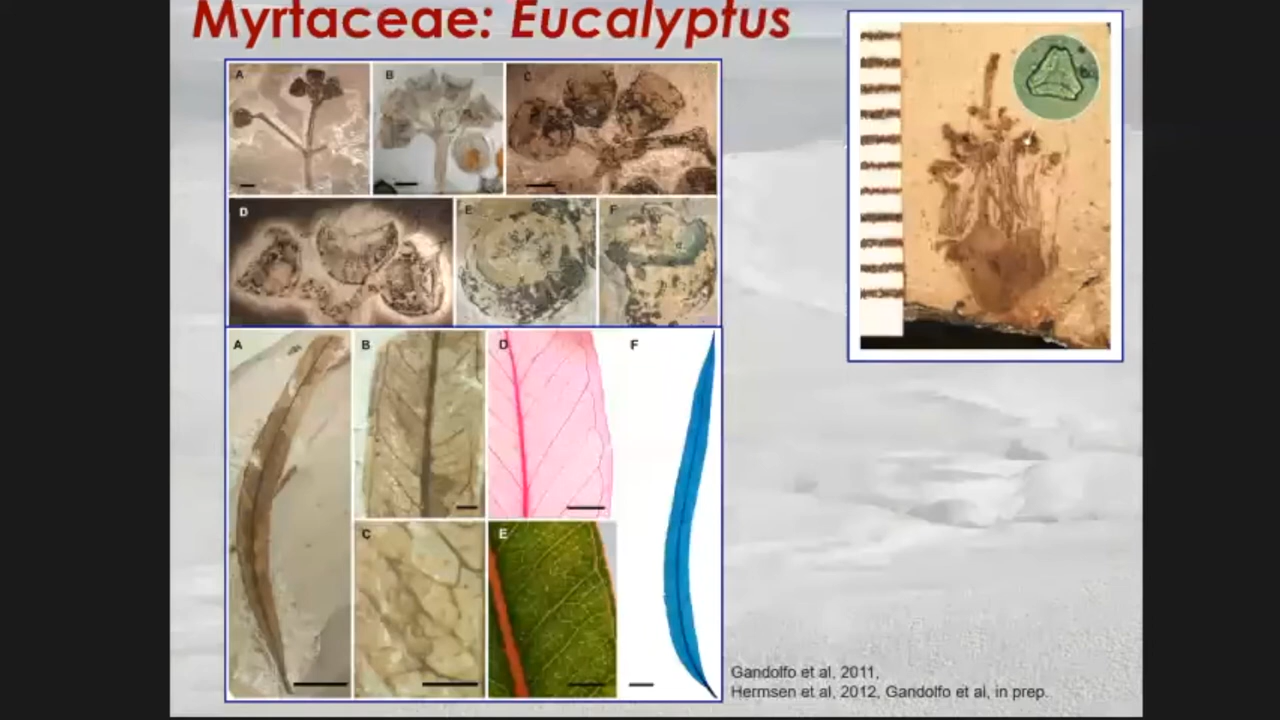 Myrtaceae: Eucalyptus
A B C
D E F
A B D F
C E
Gandolfo et al, 2011,
Hermsen et al, 2012, Gandolfo et al, in prep.